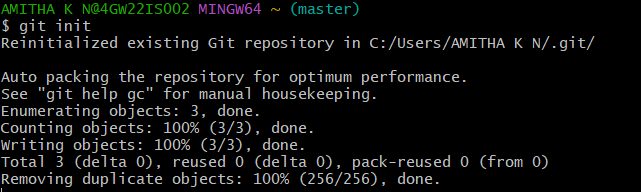 AMITHA K N@4GW22IS002 MINGW64 ~ (master)
$ git init
Reinitialized existing Git repository in C:/Users/AMITHA K N/.git/

Auto packing the repository for optimum performance.
See "git help gc" for manual housekeeping.
Enumerating objects: 3, done.
Counting objects: 100% (3/3), done.
Writing objects: 100% (3/3), done.
Total 3 (delta 0), reused 0 (delta 0), pack-reused 0 (from 0)
Removing duplicate objects: 100% (256/256), done.